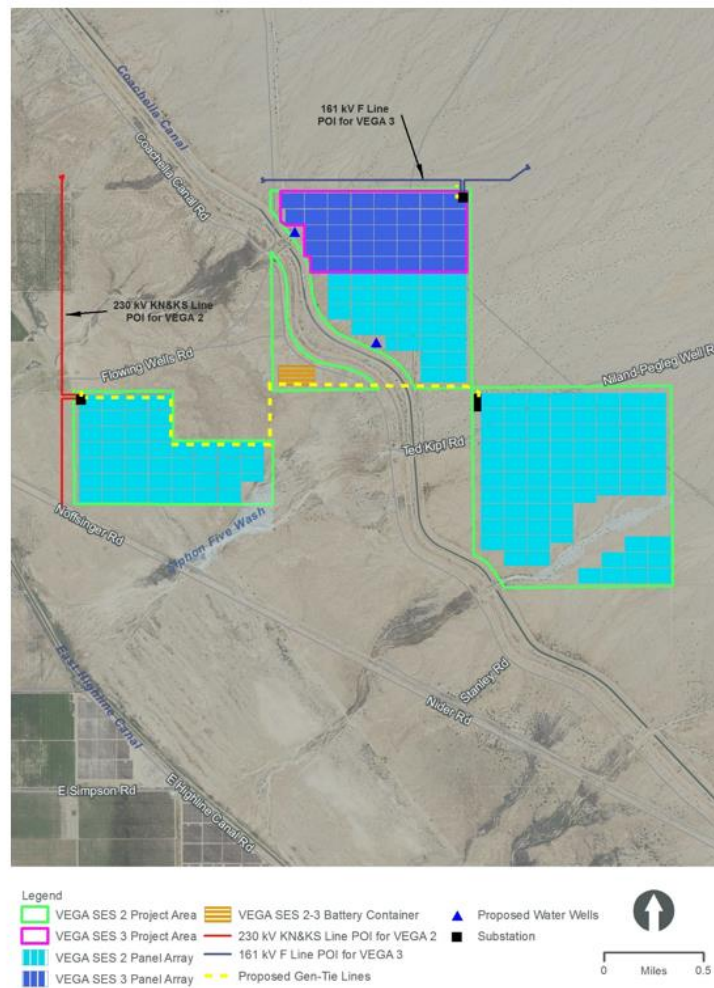 Coachella Canal
Coachella Canal Rd
161 kV F Line
POI for VEGA 3
230 kV KN&KS Line
POI for VEGA 2
Flowing Wells Rd
Niland-Pegleg Well R
Ted Kipf Rd
Noffsinger Rd
Siphon Five Wash
Stanley Rd
Nider Rd
East Highline Canal
E Simpson Rd
E Highline Canal Rd
Legend
VEGA SES 2 Project Area
VEGA SES 3 Project Area
VEGA SES 2 Panel Array
VEGA SES 3 Panel Array
VEGA SES 2-3 Battery Container
230 kV KN&KS Line POI for VEGA 2
161 kV F Line POI for VEGA 3
Proposed Gen-Tie Lines
Proposed Water Wells
Substation
0 0.5
Miles